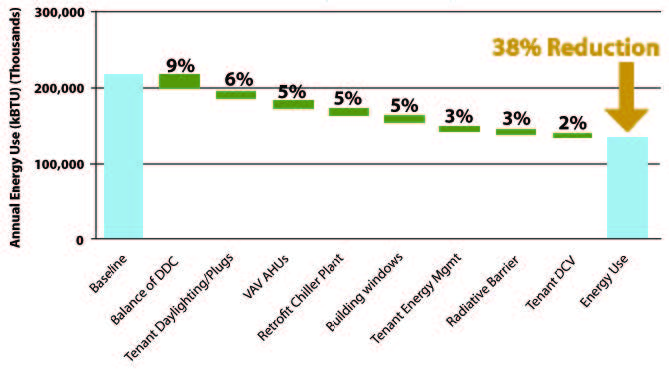 300,000
200,000
100,000
0
Annual Energy Use (kBTU) (Thousands)
38% Reduction
9%
6%
5%
5%
5%
3%
3%
2%
Baseline
Balance of DDC
Tenant Daylighting/Plugs
VAV AHUs
Retrofit Chiller Plant
Building windows
Tenant Energy Mgmt
Radiative Barrier
Tenant DCV
Energy Use